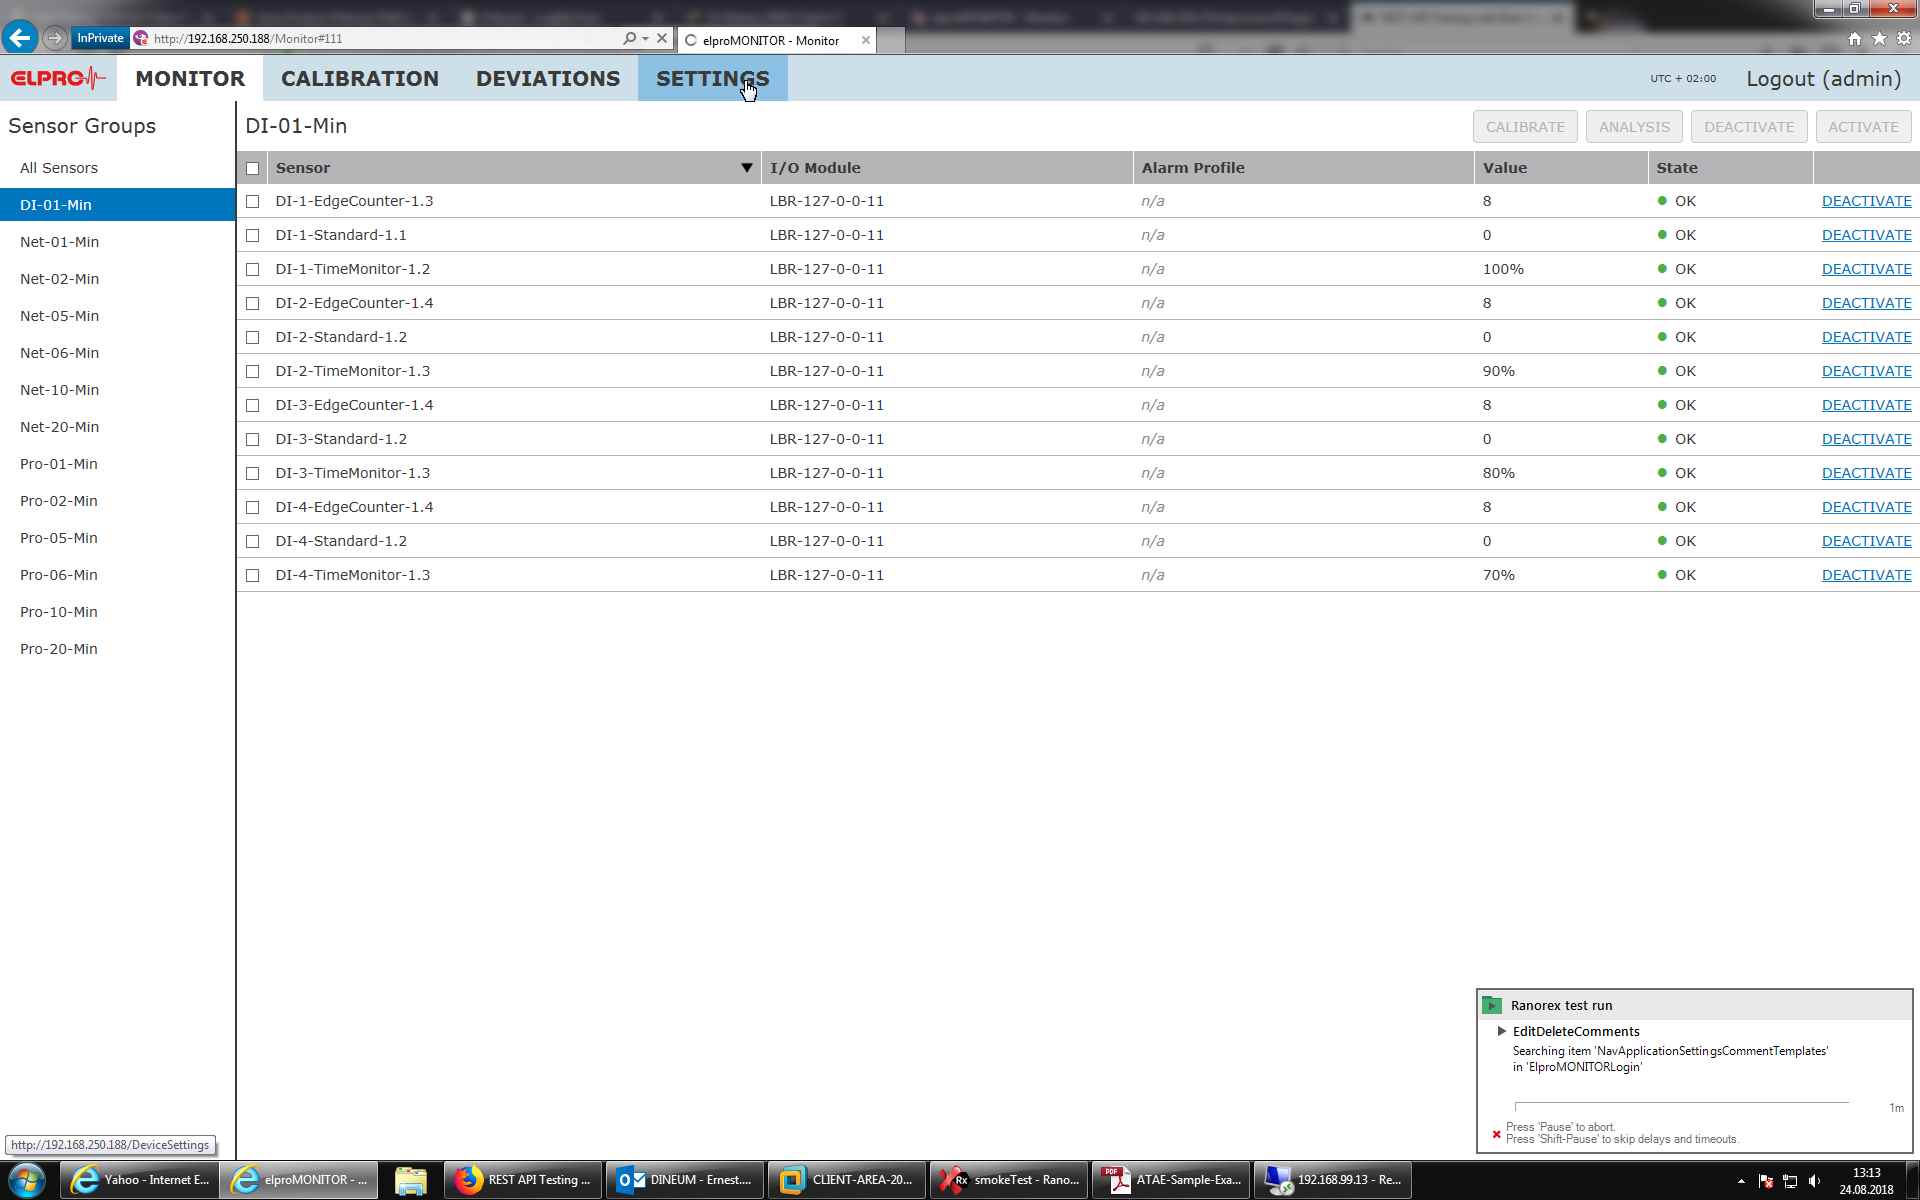 InPrivate http://192.168.250.188/Monitor#111 elproMONITOR - Monitor
ELPRO MONITOR CALIBRATION DEVIATIONS SETTINGS UTC + 02:00 Logout (admin)
Sensor Groups
All Sensors
DI-01-Min
Net-01-Min
Net-02-Min
Net-05-Min
Net-06-Min
Net-10-Min
Net-20-Min
Pro-01-Min
Pro-02-Min
Pro-05-Min
Pro-06-Min
Pro-10-Min
Pro-20-Min
DI-01-Min CALIBRATE ANALYSIS DEACTIVATE ACTIVATE
Sensor I/O Module Alarm Profile Value State
DI-1-EdgeCounter-1.3 LBR-127-0-0-11 n/a 8 OK DEACTIVATE
DI-1-Standard-1.1 LBR-127-0-0-11 n/a 0 OK DEACTIVATE
DI-1-TimeMonitor-1.2 LBR-127-0-0-11 n/a 100% OK DEACTIVATE
DI-2-EdgeCounter-1.4 LBR-127-0-0-11 n/a 8 OK DEACTIVATE
DI-2-Standard-1.2 LBR-127-0-0-11 n/a 0 OK DEACTIVATE
DI-2-TimeMonitor-1.3 LBR-127-0-0-11 n/a 90% OK DEACTIVATE
DI-3-EdgeCounter-1.4 LBR-127-0-0-11 n/a 8 OK DEACTIVATE
DI-3-Standard-1.2 LBR-127-0-0-11 n/a 0 OK DEACTIVATE
DI-3-TimeMonitor-1.3 LBR-127-0-0-11 n/a 80% OK DEACTIVATE
DI-4-EdgeCounter-1.4 LBR-127-0-0-11 n/a 8 OK DEACTIVATE
DI-4-Standard-1.2 LBR-127-0-0-11 n/a 0 OK DEACTIVATE
DI-4-TimeMonitor-1.3 LBR-127-0-0-11 n/a 70% OK DEACTIVATE
Ranorex test run
EditDeleteComments
Searching item 'NavApplicationSettingsCommentTemplates'
in 'ElproMONITORLogin'
1m
Press 'Pause' to abort.
Press 'Shift-Pause' to skip delays and timeouts.
http://192.168.250.188/DeviceSettings
Yahoo - Internet E... elproMONITOR - ... REST API Testing ... DINEUM - Ernest.... CLIENT-AREA-20... Rx smokeTest - Rano... PDF ATAE-Sample-Exa... 192.168.99.13 - Re...
13:13
24.08.2018